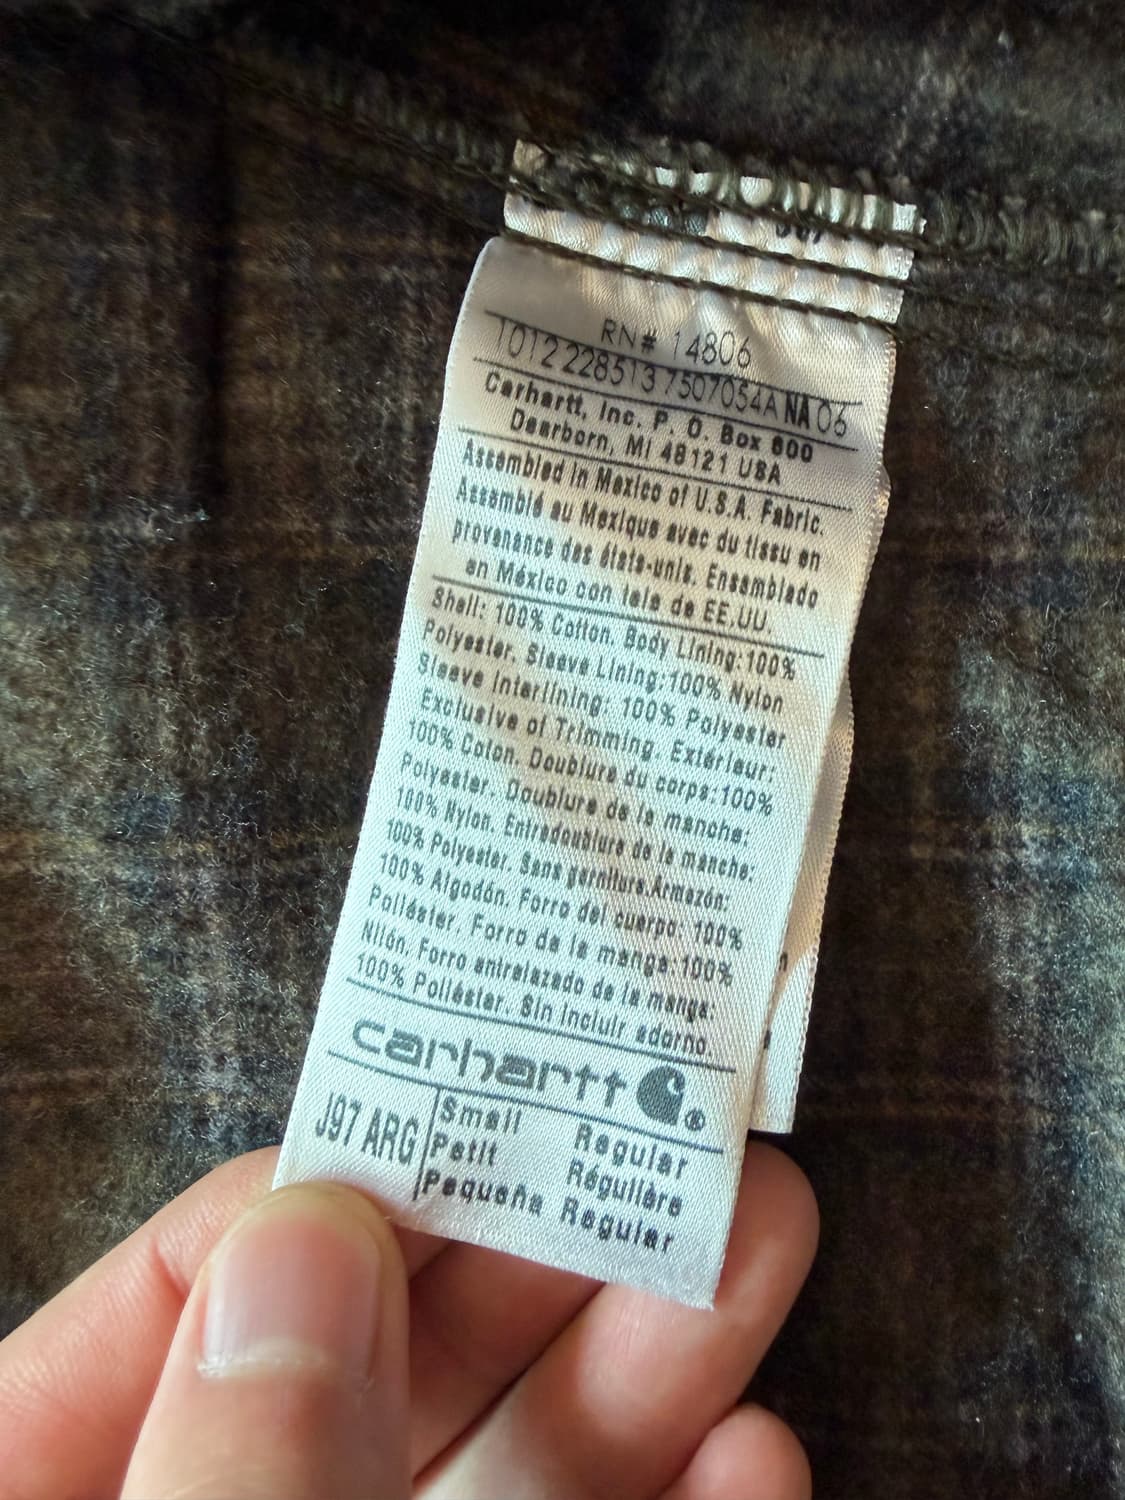 RN# 14806
1012 228513 7507054A NA 06
Carhartt, Inc. P. O. Box 600
Dearborn, MI 48121 USA
Assembled in Mexico of U.S.A. Fabric.
Assemblé au Mexique avec du tissu en
provenance des états-unis. Ensamblado
en México con tela de EE.UU.
Shell: 100% Cotton. Body Lining:100%
Polyester. Sleeve Lining:100% Nylon
Sleeve Interlining: 100% Polyester
Exclusive of Trimming. Extérieur:
100% Coton. Doublure du corps:100%
Polyester. Doublure de la manche:
100% Nylon. Entredoublure de la manche:
100% Polyester. Sans garniture.Armazón:
100% Algodón. Forro del cuerpo: 100%
Poliéster. Forro de la manga:100%
Nilón. Forro entrelazado de la manga:
100% Poliéster. Sin incluir adorno
carhartt ®
J97 ARG
Small Regular
Petit Régulière
Pequeña Regular